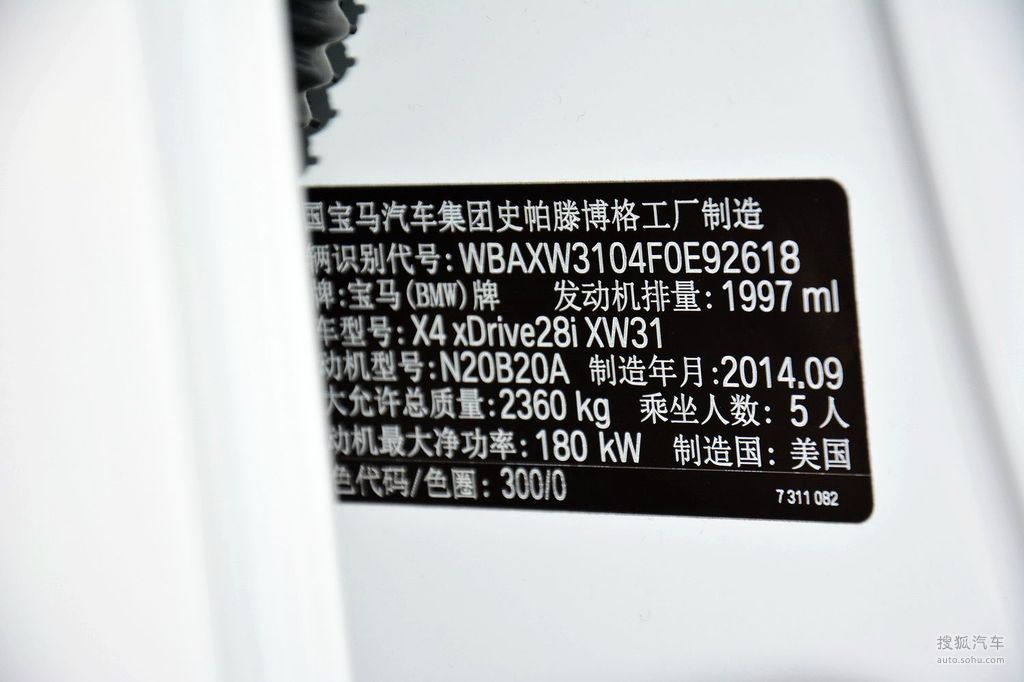 国宝马汽车集团史帕滕博格工厂制造
辆识别代号:WBAXW3104F0E92618
牌:宝马(BMW)牌 发动机排量:1997 ml
车型号:X4 xDrive28i XW31
动机型号:N20B20A 制造年月:2014.09
大允许总质量:2360 kg 乘坐人数: 5 人
动机最大净功率:180 kW 制造国: 美国
色代码/色圈: 300/0
7 311 082
搜狐汽车
auto.sohu.com